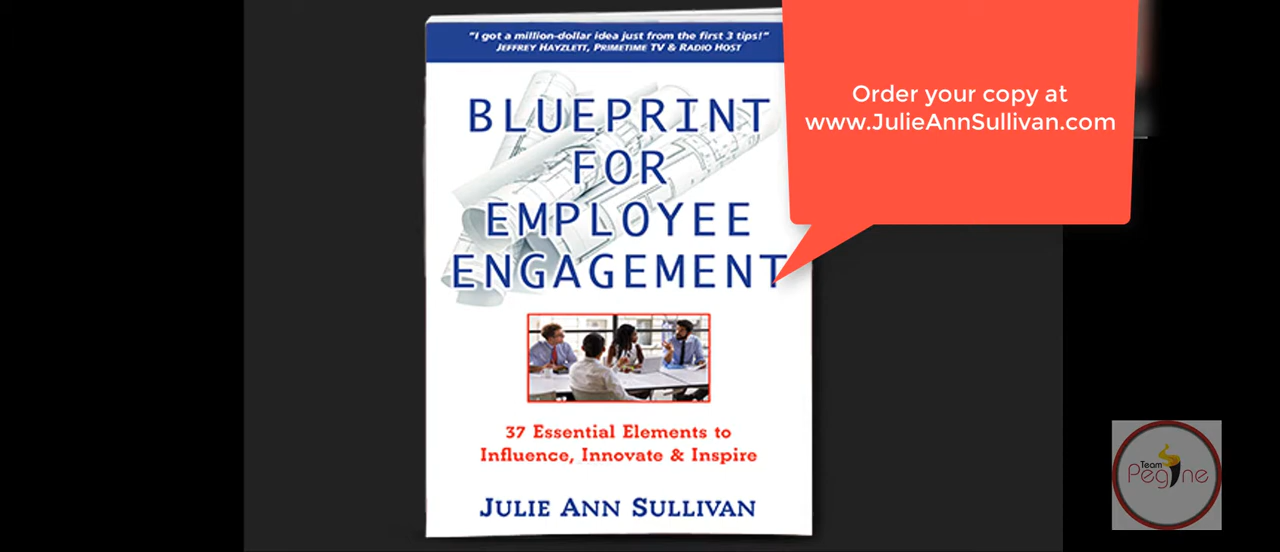 "I got a million-dollar idea just from the first 3 tips!"
JEFFREY HAYZLETT, PRIMETIME TV & RADIO HOST
BLUEPRINT
FOR
EMPLOYEE
ENGAGEMENT
37 Essential Elements to
Influence, Innovate & Inspire
JULIE ANN SULLIVAN
Order your copy at
www.JulieAnnSullivan.com
Team
Pegine